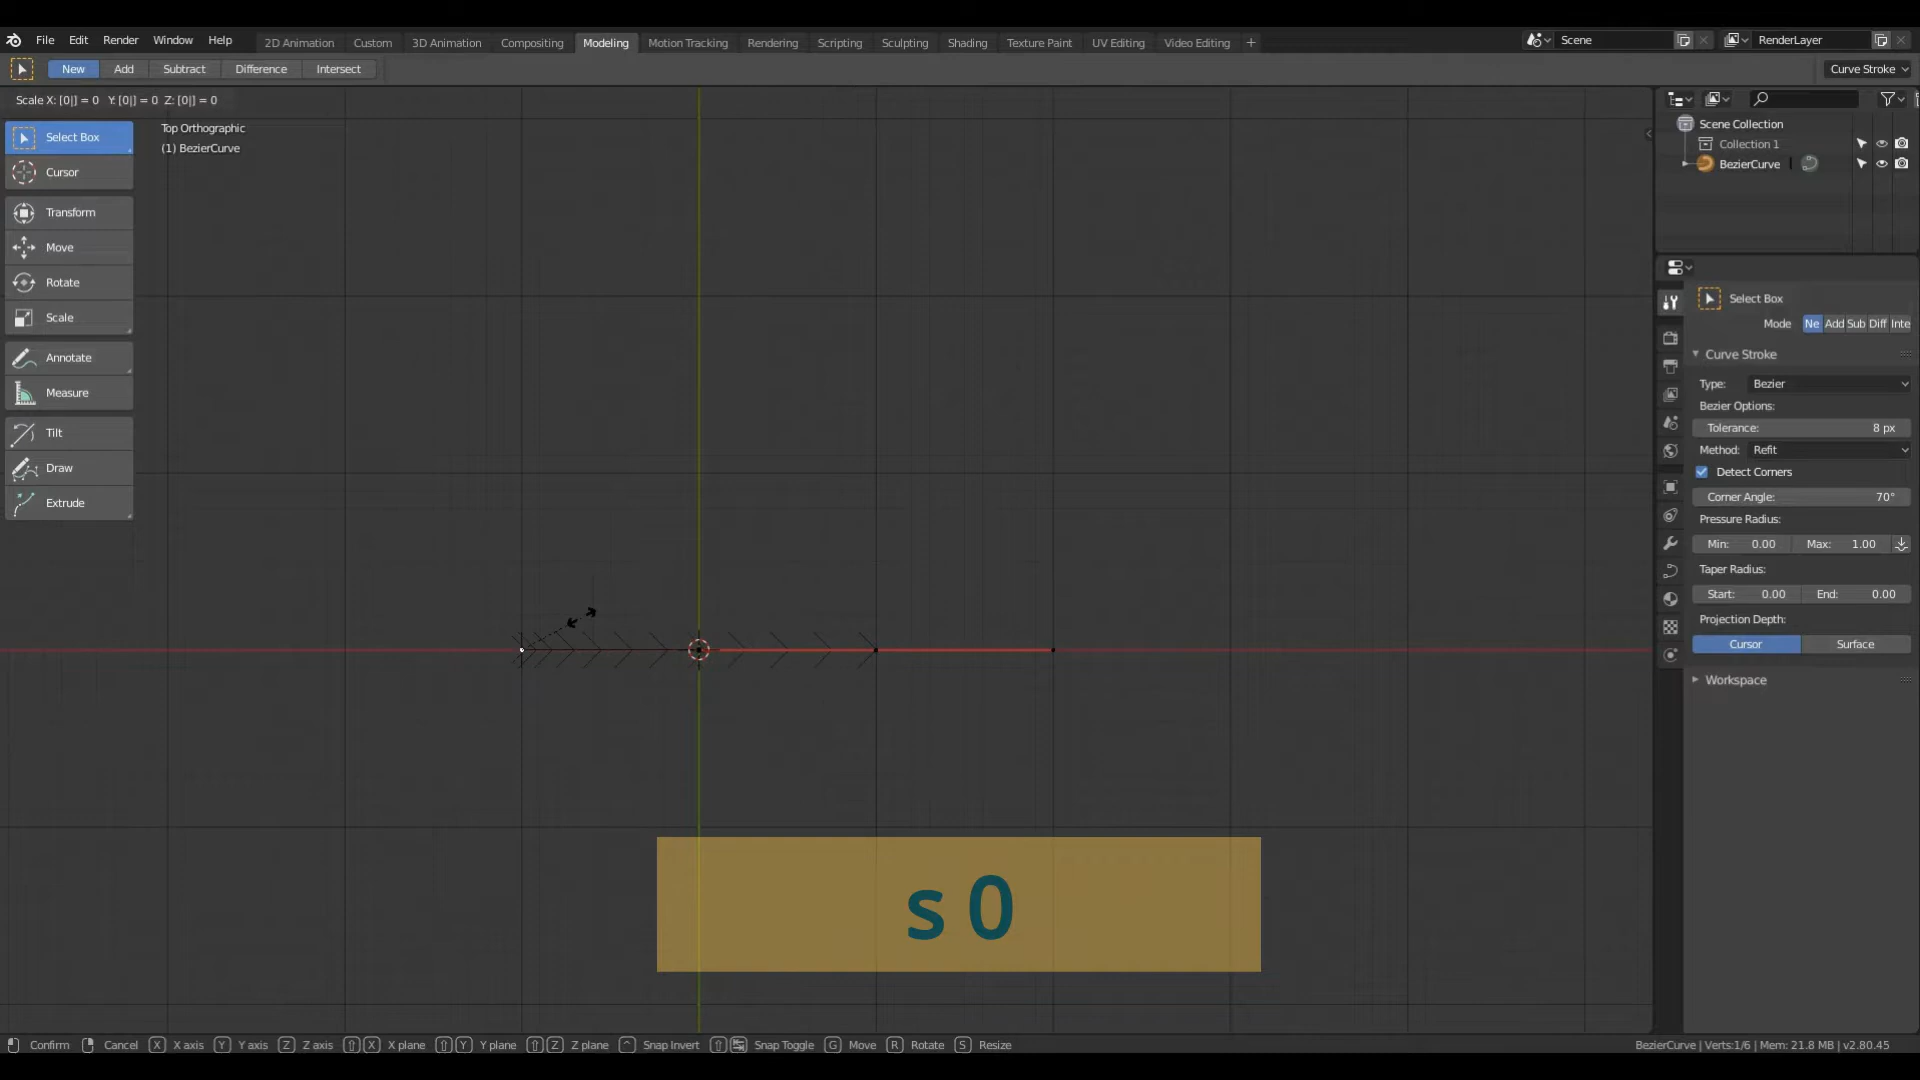 File Edit Render Window Help 2D Animation Custom 3D Animation Compositing Modeling Motion Tracking Rendering Scripting Sculpting Shading Texture Paint UV Editing Video Editing + Scene RenderLayer
New Add Subtract Difference Intersect Curve Stroke
Scale X: [0|] = 0 Y: [0|] = 0 Z: [0|] = 0
Select Box
Cursor
Transform
Move
Rotate
Scale
Annotate
Measure
Tilt
Draw
Extrude
Top Orthographic
(1) BezierCurve
Scene Collection
Collection 1
BezierCurve
Select Box
Mode Ne Add Sub Diff Inte
Curve Stroke
Type: Bezier
Bezier Options:
Tolerance: 8 px
Method: Refit
Detect Corners
Corner Angle: 70°
Pressure Radius:
Min: 0.00 Max: 1.00
Taper Radius:
Start: 0.00 End: 0.00
Projection Depth:
Cursor Surface
Workspace
s 0
Confirm Cancel X X axis Y Y axis Z Z axis X X plane Y Y plane Z Z plane Snap Invert Snap Toggle G Move R Rotate S Resize BezierCurve | Verts:1/6 | Mem: 21.8 MB | v2.80.45